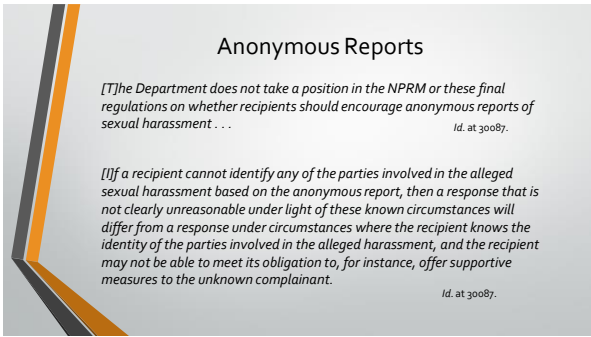 Anonymous Reports
[T]he Department does not take a position in the NPRM or these final
regulations on whether recipients should encourage anonymous reports of
sexual harassment . . .
Id. at 30087.
[I]f a recipient cannot identify any of the parties involved in the alleged
sexual harassment based on the anonymous report, then a response that is
not clearly unreasonable under light of these known circumstances will
differ from a response under circumstances where the recipient knows the
identity of the parties involved in the alleged harassment, and the recipient
may not be able to meet its obligation to, for instance, offer supportive
measures to the unknown complainant.
Id. at 30087.